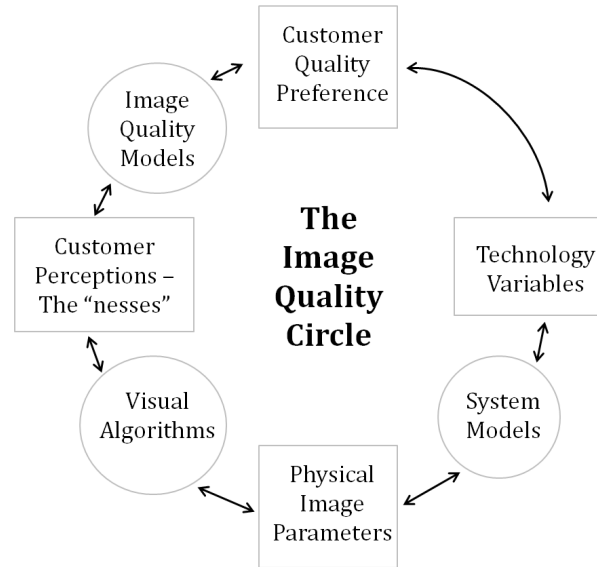 Customer
Quality
Preference
Image
Quality
Models
The
Image
Quality
Circle
Customer
Perceptions –
The “nesses”
Technology
Variables
Visual
Algorithms
System
Models
Physical
Image
Parameters